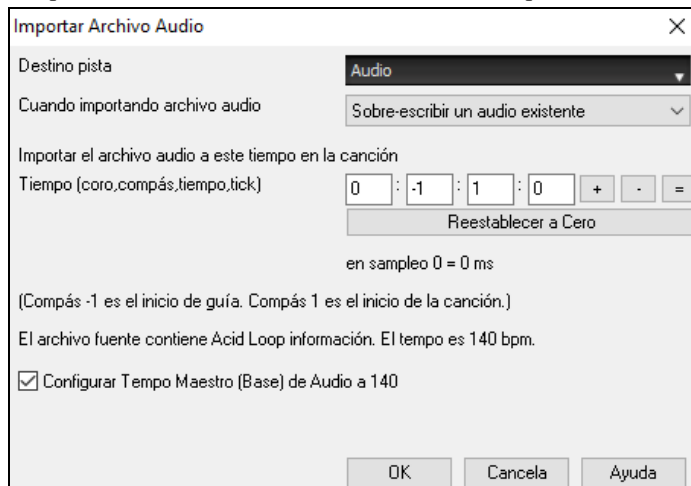 Importar Archivo Audio
Destino pista Audio
Cuando importando archivo audio Sobre-escribir un audio existente
Importar el archivo audio a este tiempo en la canción
Tiempo (coro,compás,tiempo,tick) 0 : -1 : 1 : 0 + - =
Reestablecer a Cero
en sampleo 0 = 0 ms
(Compás -1 es el inicio de guía. Compás 1 es el inicio de la canción.)
El archivo fuente contiene Acid Loop información. El tempo es 140 bpm.
Configurar Tempo Maestro (Base) de Audio a 140
OK Cancela Ayuda